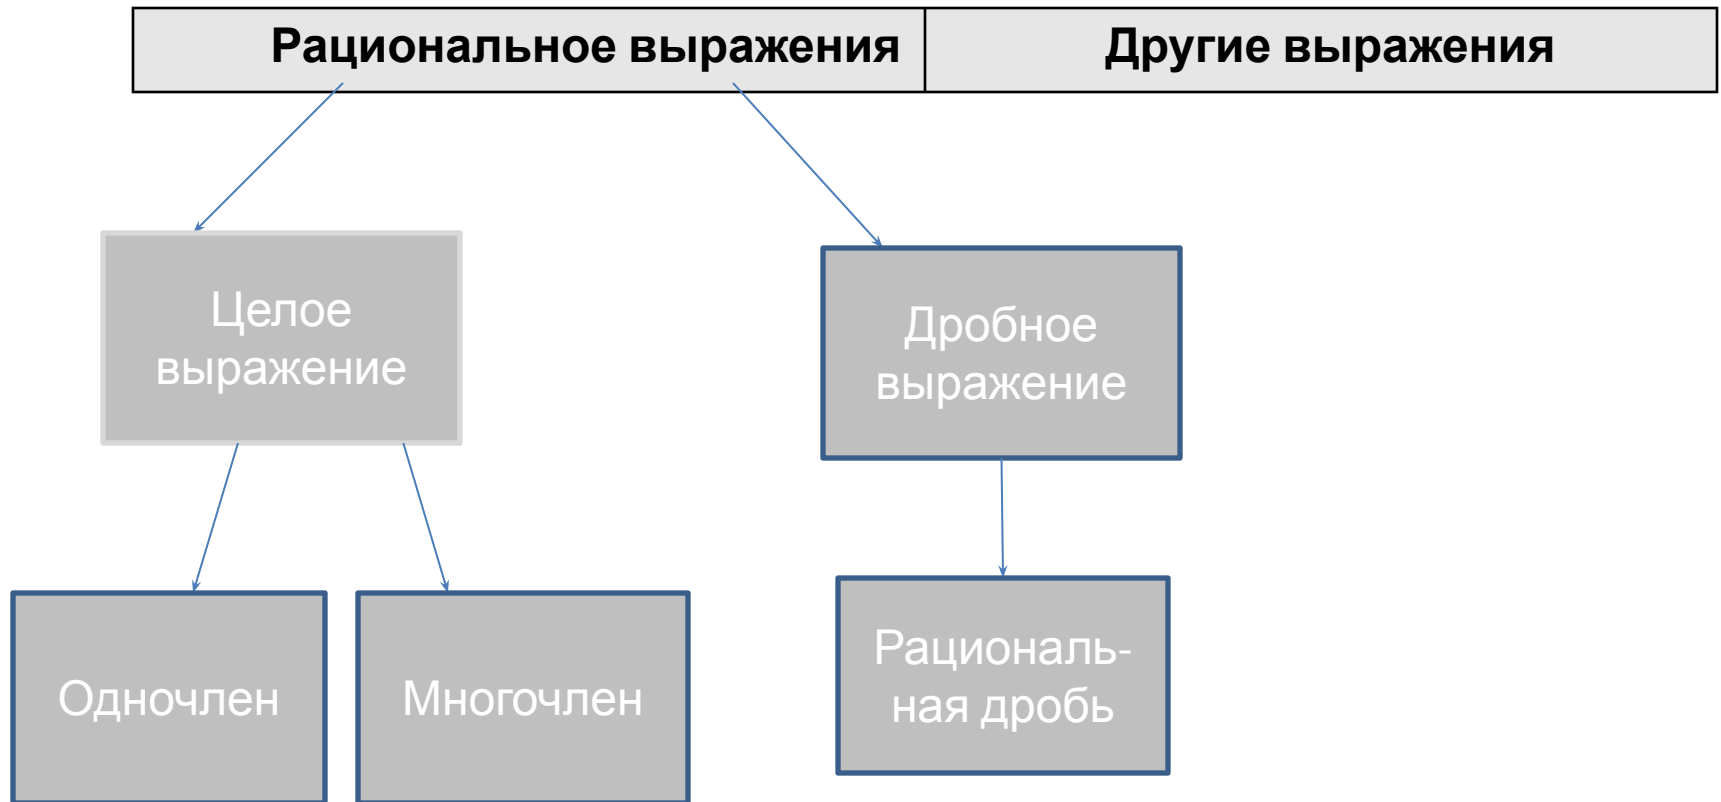 Рациональное выражения
Другие выражения
Целое
выражение
Дробное
выражение
Одночлен
Многочлен
Рациональ-
ная дробь